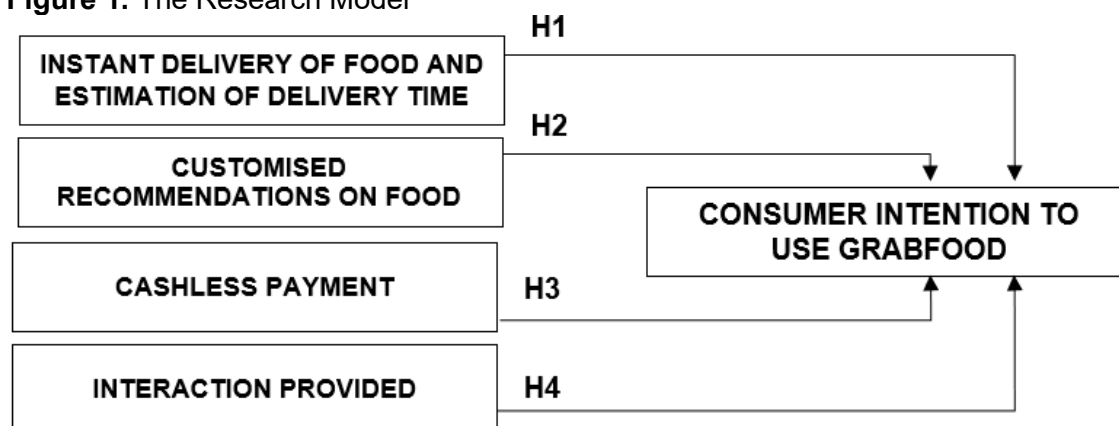 Figure 1. The Research Model
H1
INSTANT DELIVERY OF FOOD AND
ESTIMATION OF DELIVERY TIME
H2
CUSTOMISED
RECOMMENDATIONS ON FOOD
CONSUMER INTENTION TO
USE GRABFOOD
CASHLESS PAYMENT
H3
INTERACTION PROVIDED
H4